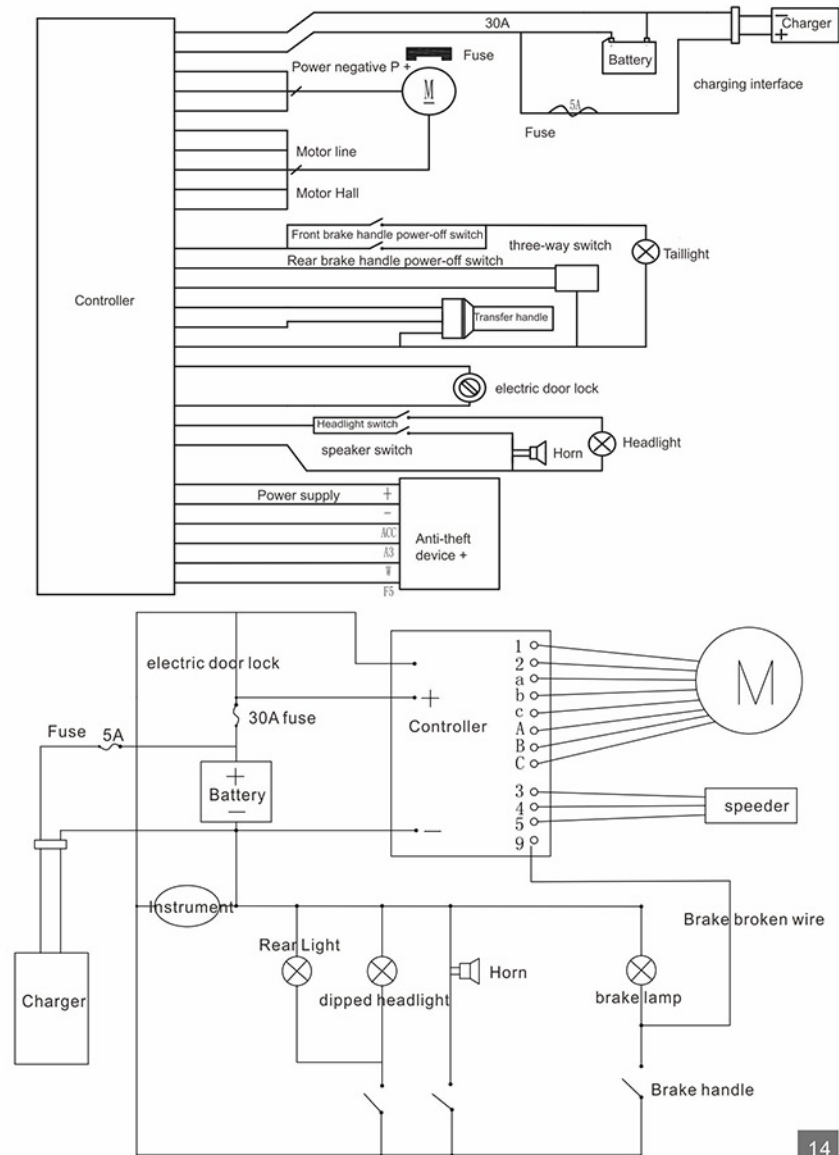 30A
Charger
Battery
charging interface
Power negative P +
Fuse
M
5A
Fuse
Motor line
Motor Hall
Front brake handle power-off switch
three-way switch
Taillight
Rear brake handle power-off switch
Controller
Transfer handle
electric door lock
Headlight switch
speaker switch
Horn
Headlight
Power supply
+
-
ACC
A3
W
F5
Anti-theft
device +
electric door lock
+
Controller
30A fuse
Fuse 5A
+
Battery
-
-
1
2
a
b
c
A
B
C
M
3
4
5
9
speeder
Instrument
Rear Light
dipped headlight
Horn
brake lamp
Brake broken wire
Charger
Brake handle
14